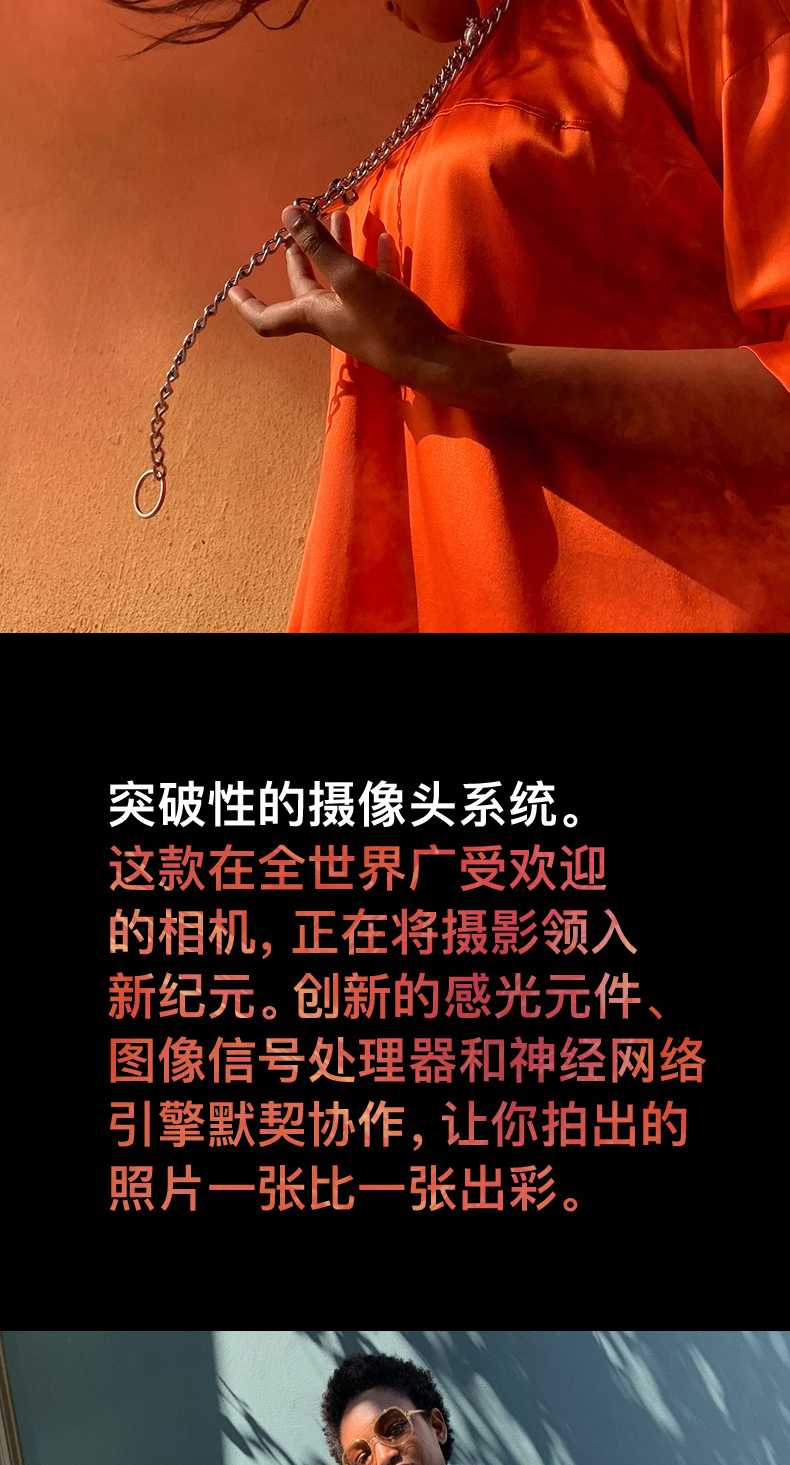 突破性的摄像头系统。
这款在全世界广受欢迎
的相机，正在将摄影领入
新纪元。创新的感光元件、
图像信号处理器和神经网络
引擎默契协作，让你拍出的
照片一张比一张出彩。